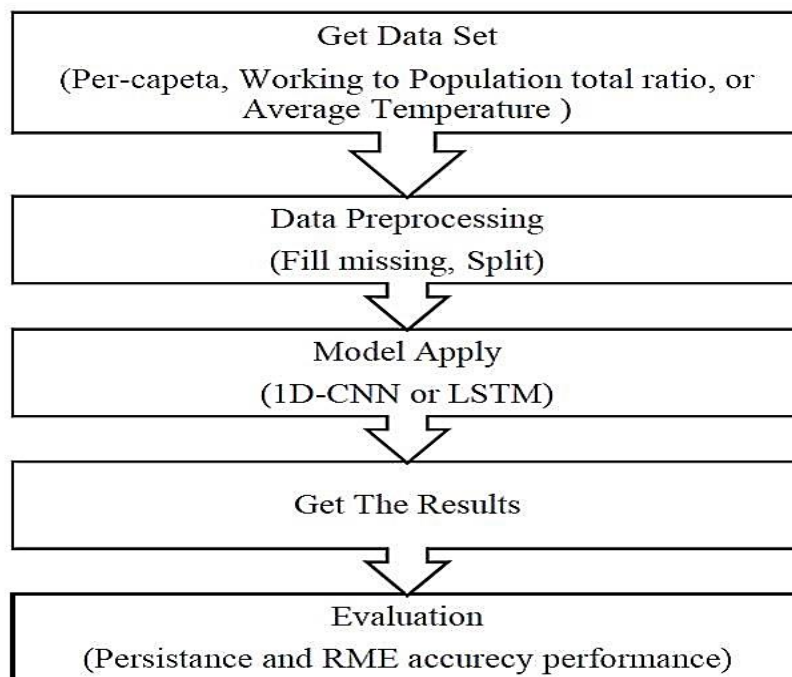 Get Data Set
(Per-capeta, Working to Population total ratio, or
Average Temperature )
Data Preprocessing
(Fill missing, Split)
Model Apply
(1D-CNN or LSTM)
Get The Results
Evaluation
(Persistance and RME accurecy performance)